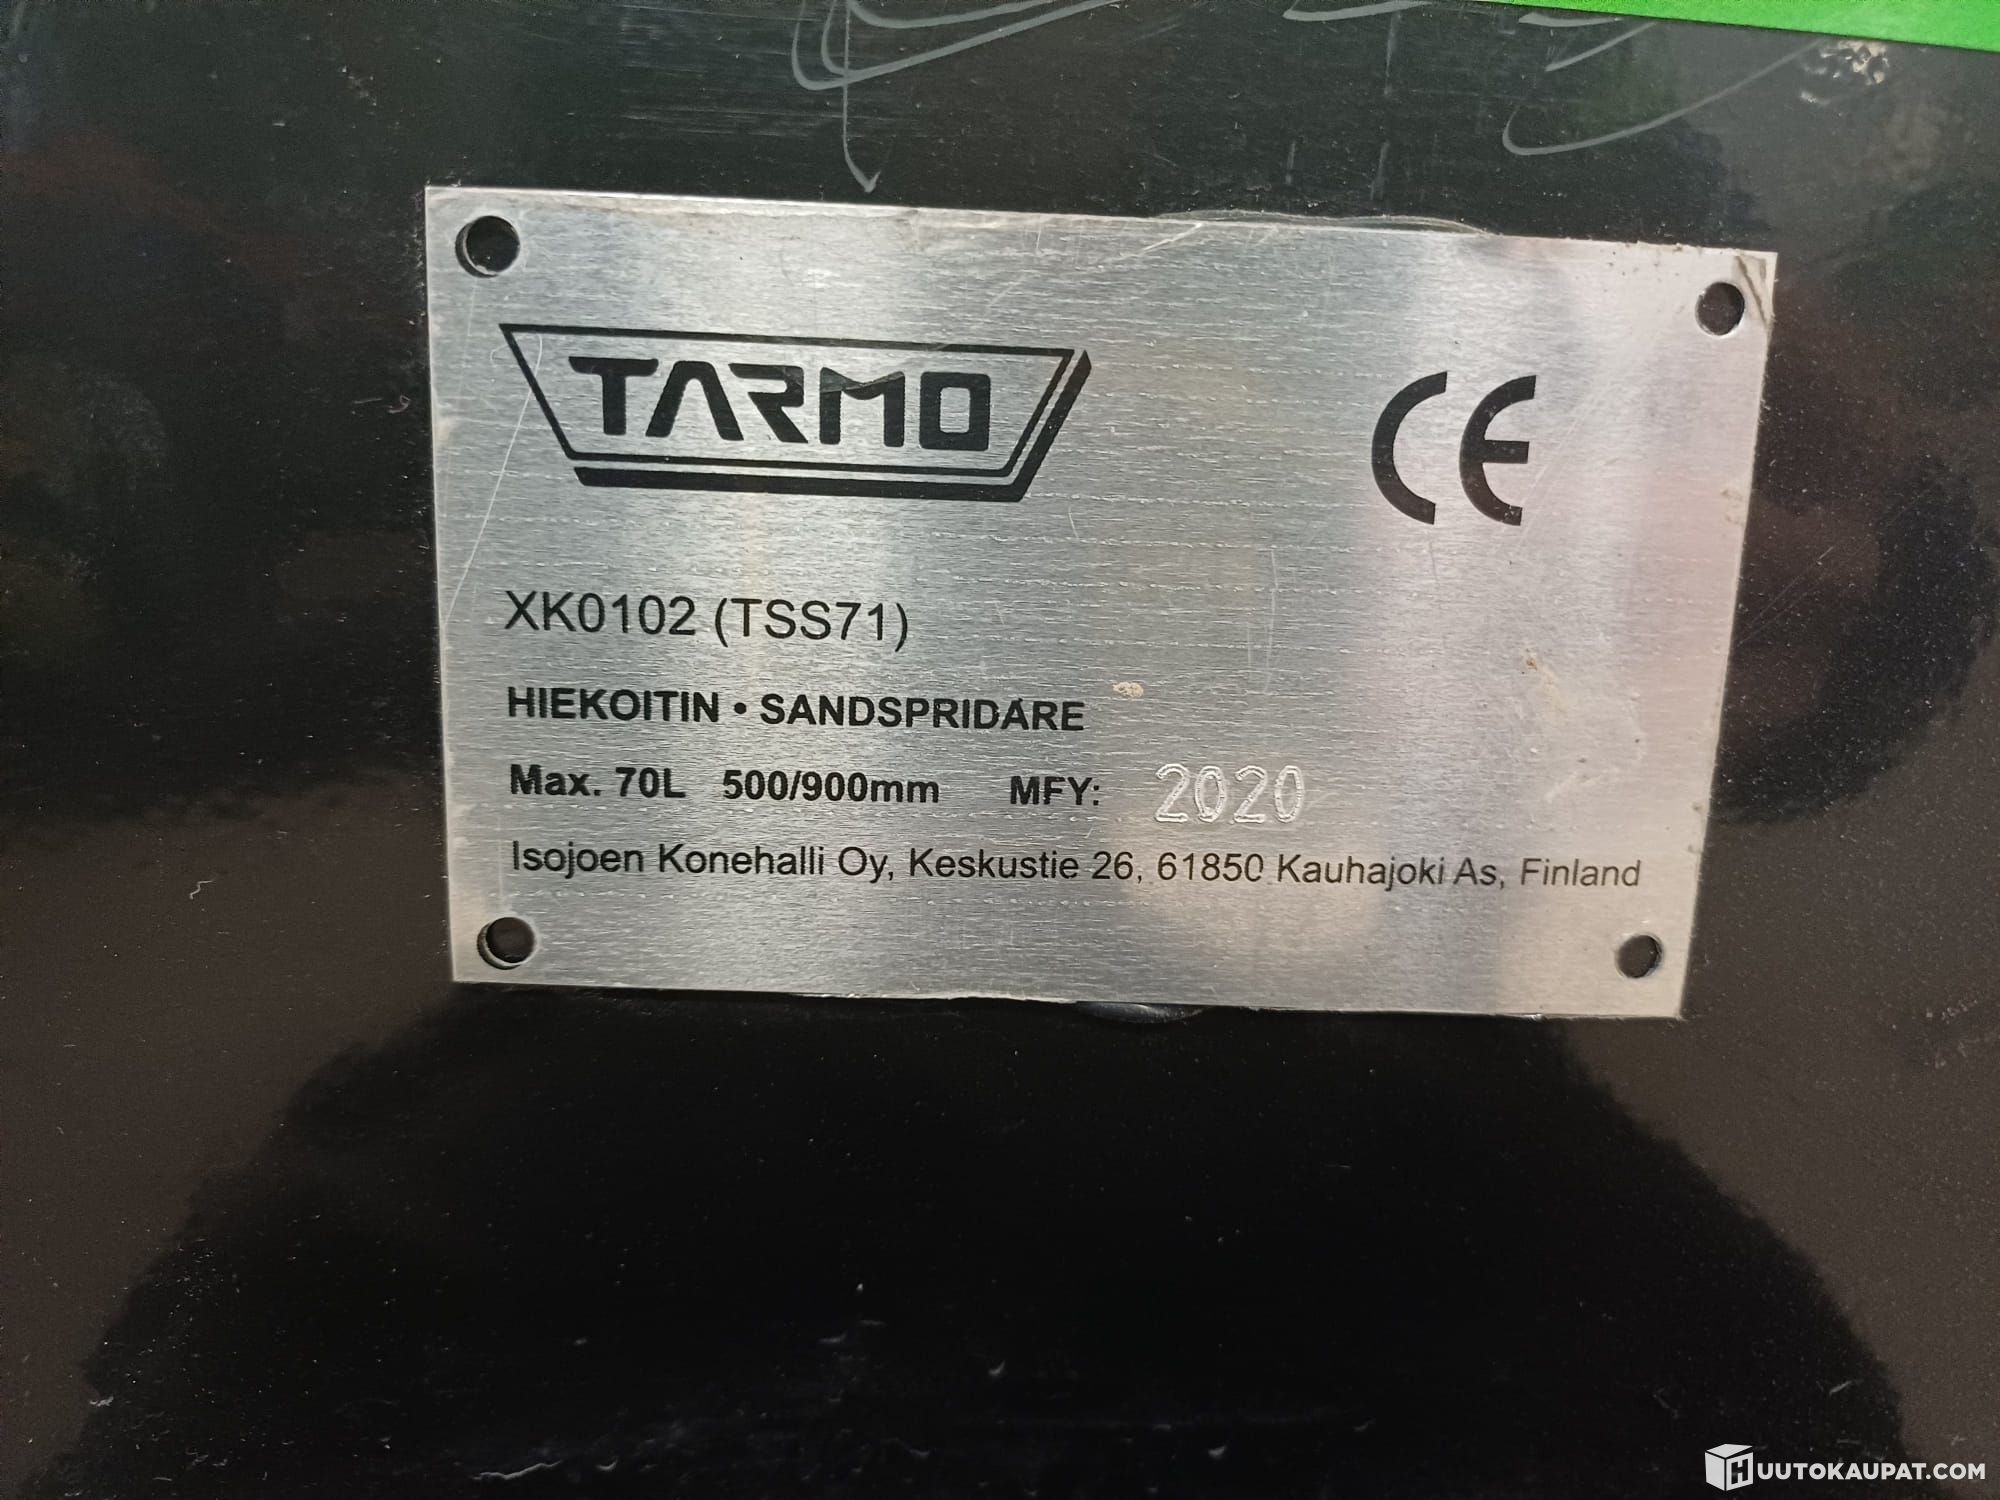 TARMO
CE
XK0102 (TSS71)
HIEKOITIN • SANDSPRIDARE
Max. 70L 500/900mm MFY: 2020
Isojoen Konehalli Oy, Keskustie 26, 61850 Kauhajoki As, Finland
HUUTOKAUPAT.COM